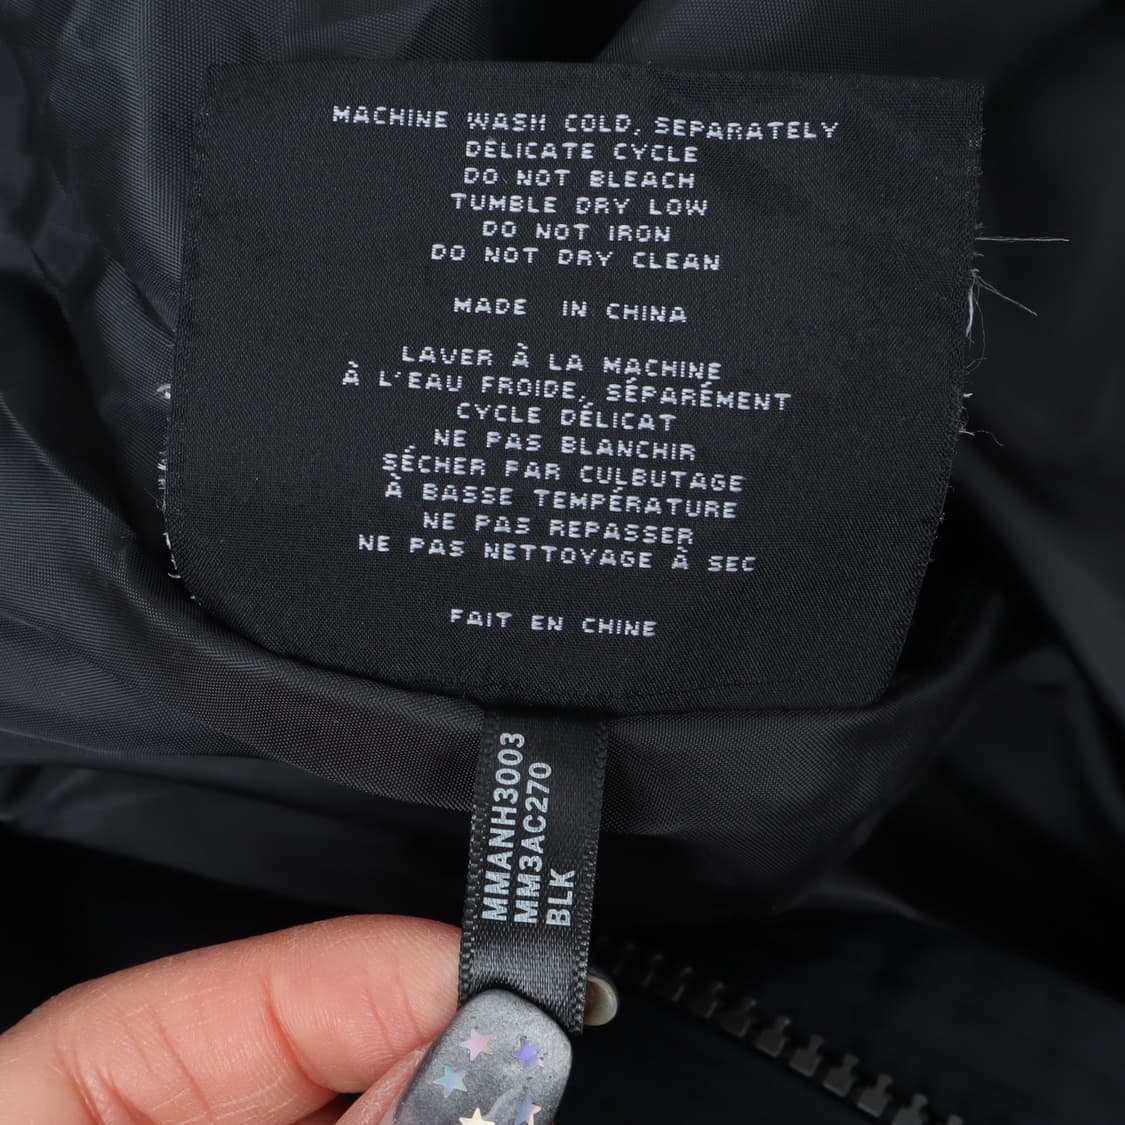 MACHINE WASH COLD, SEPARATELY
DELICATE CYCLE
DO NOT BLEACH
TUMBLE DRY LOW
DO NOT IRON
DO NOT DRY CLEAN
MADE IN CHINA
LAVER À LA MACHINE
À L'EAU FROIDE, SÉPARÉMENT
CYCLE DÉLICAT
NE PAS BLANCHIR
SÉCHER PAR CULBUTAGE
À BASSE TEMPÉRATURE
NE PAS REPASSER
NE PAS NETTOYAGE À SEC
FAIT EN CHINE
MMANH3003
MM3AC270
BLK